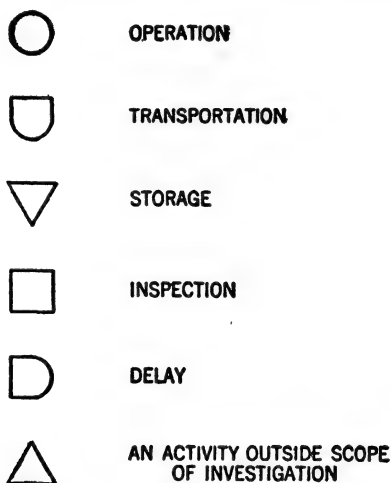 OPERATION
TRANSPORTATION
STORAGE
INSPECTION
DELAY
AN ACTIVITY OUTSIDE SCOPE
OF INVESTIGATION